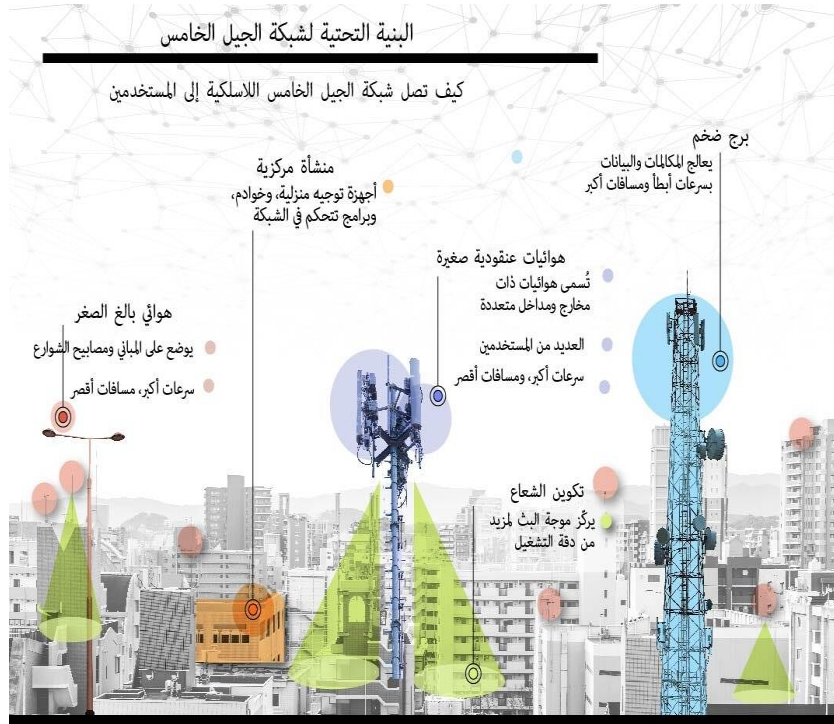 البنية التحتية لشبكة الجيل الخامس
كيف تصل شبكة الجيل الخامس اللاسلكية إلى المستخدمين
برج ضخم
يعالج المكالمات والبيانات
بسرعات أبطأ ومسافات أكبر
منشأة مركزية
أجهزة توجيه منزلية، وخوادم،
وبرامج تتحكم في الشبكة
هوائيات عنقودية صغيرة
تُسمى هوائيات ذات
مخارج ومداخل متعددة
العديد من المستخدمين
سرعات أكبر، ومسافات أقصر
هوائي بالغ الصغر
يوضع على المباني ومصابيح الشوارع
سرعات أكبر، مسافات أقصر
تكوين الشعاع
يركّز موجة البث لمزيد
من دقة التشغيل